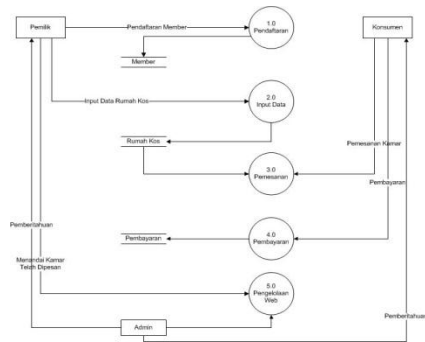 Pemilik
Pendaftaran Member
1.0
Pendaftaran
Konsumen
Member
Input Data Rumah Kos
2.0
Input Data
Rumah Kos
Pemesanan Kamar
3.0
Pemesanan
Pembayaran
Pemberitahuan
Pembayaran
4.0
Pembayaran
Menandai Kamar
Telah Dipesan
5.0
Pengelolaan
Web
Pemberitahuan
Admin